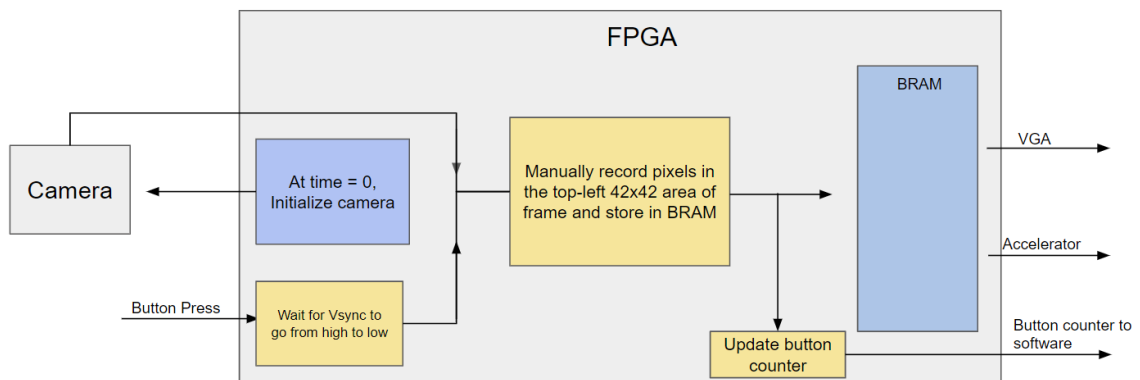 FPGA
BRAM
VGA
Camera
At time = 0,
Initialize camera
Manually record pixels in
the top-left 42x42 area of
frame and store in BRAM
Accelerator
Button Press
Wait for Vsync to
go from high to low
Update button
counter
Button counter to
software